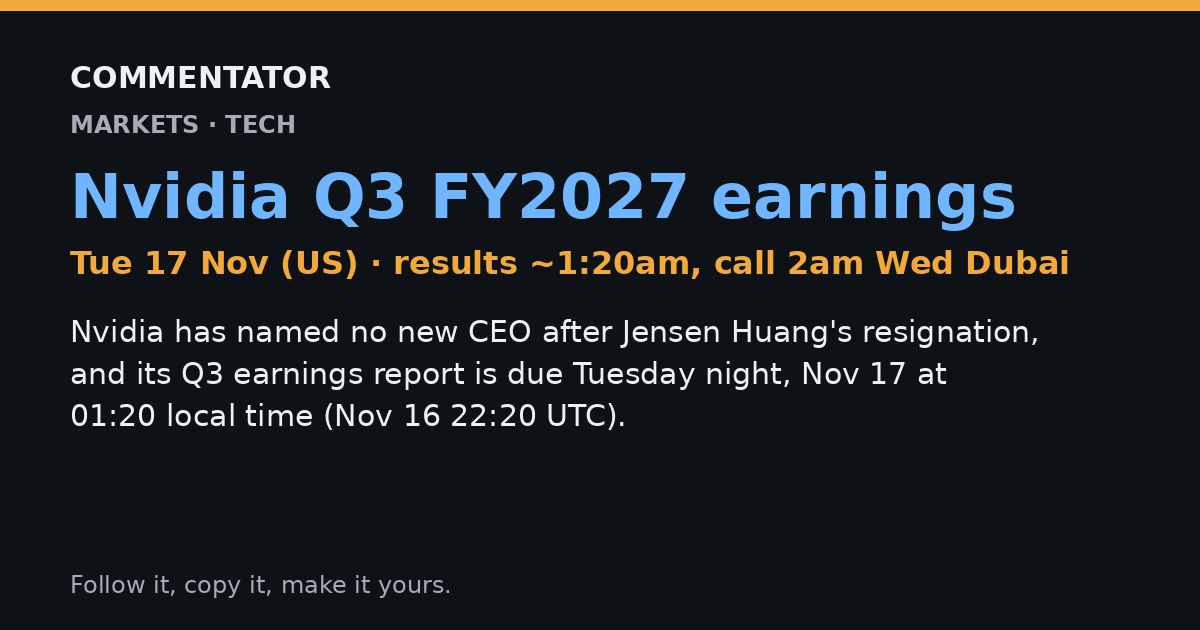 COMMENTATOR
MARKETS · TECH
Nvidia Q3 FY2027 earnings
Tue 17 Nov (US) · results ~1:20am, call 2am Wed Dubai
Nvidia has named no new CEO after Jensen Huang's resignation,
and its Q3 earnings report is due Tuesday night, Nov 17 at
01:20 local time (Nov 16 22:20 UTC).
Follow it, copy it, make it yours.